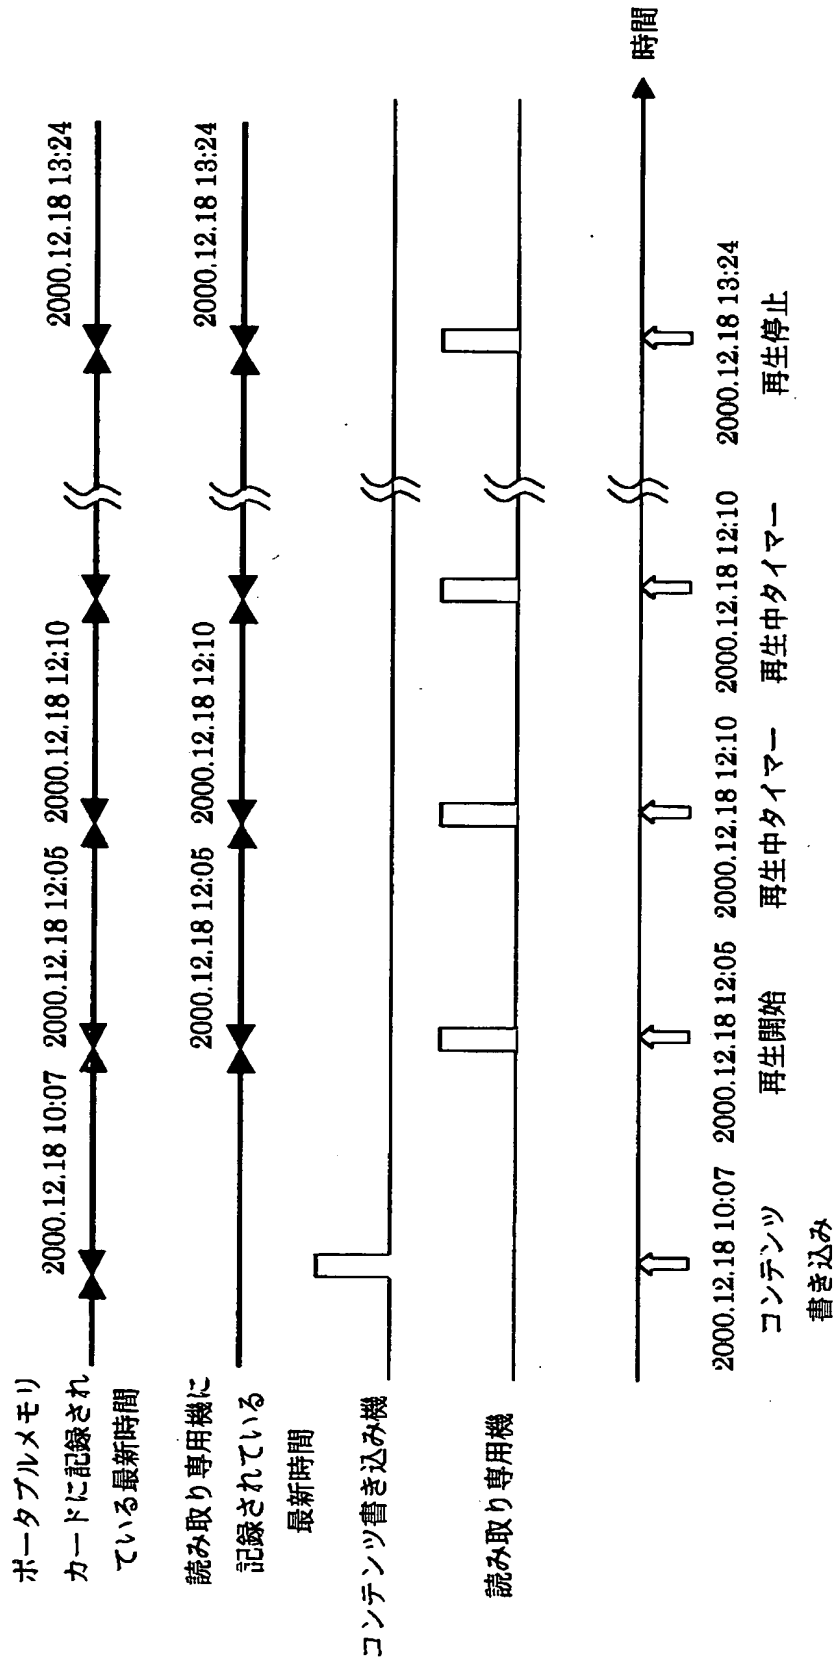 ポータブルメモリ
カードに記録され
ている最新時間
2000.12.18 10:07
2000.12.18 12:05
2000.12.18 12:10
2000.12.18 13:24
読み取り専用機に
記録されている
最新時間
2000.12.18 12:05
2000.12.18 12:10
2000.12.18 13:24
コンテンツ書き込み機
読み取り専用機
時間
2000.12.18 10:07
コンテンツ
書き込み
2000.12.18 12:05
再生開始
2000.12.18 12:10
再生中タイマー
2000.12.18 12:10
再生中タイマー
2000.12.18 13:24
再生停止